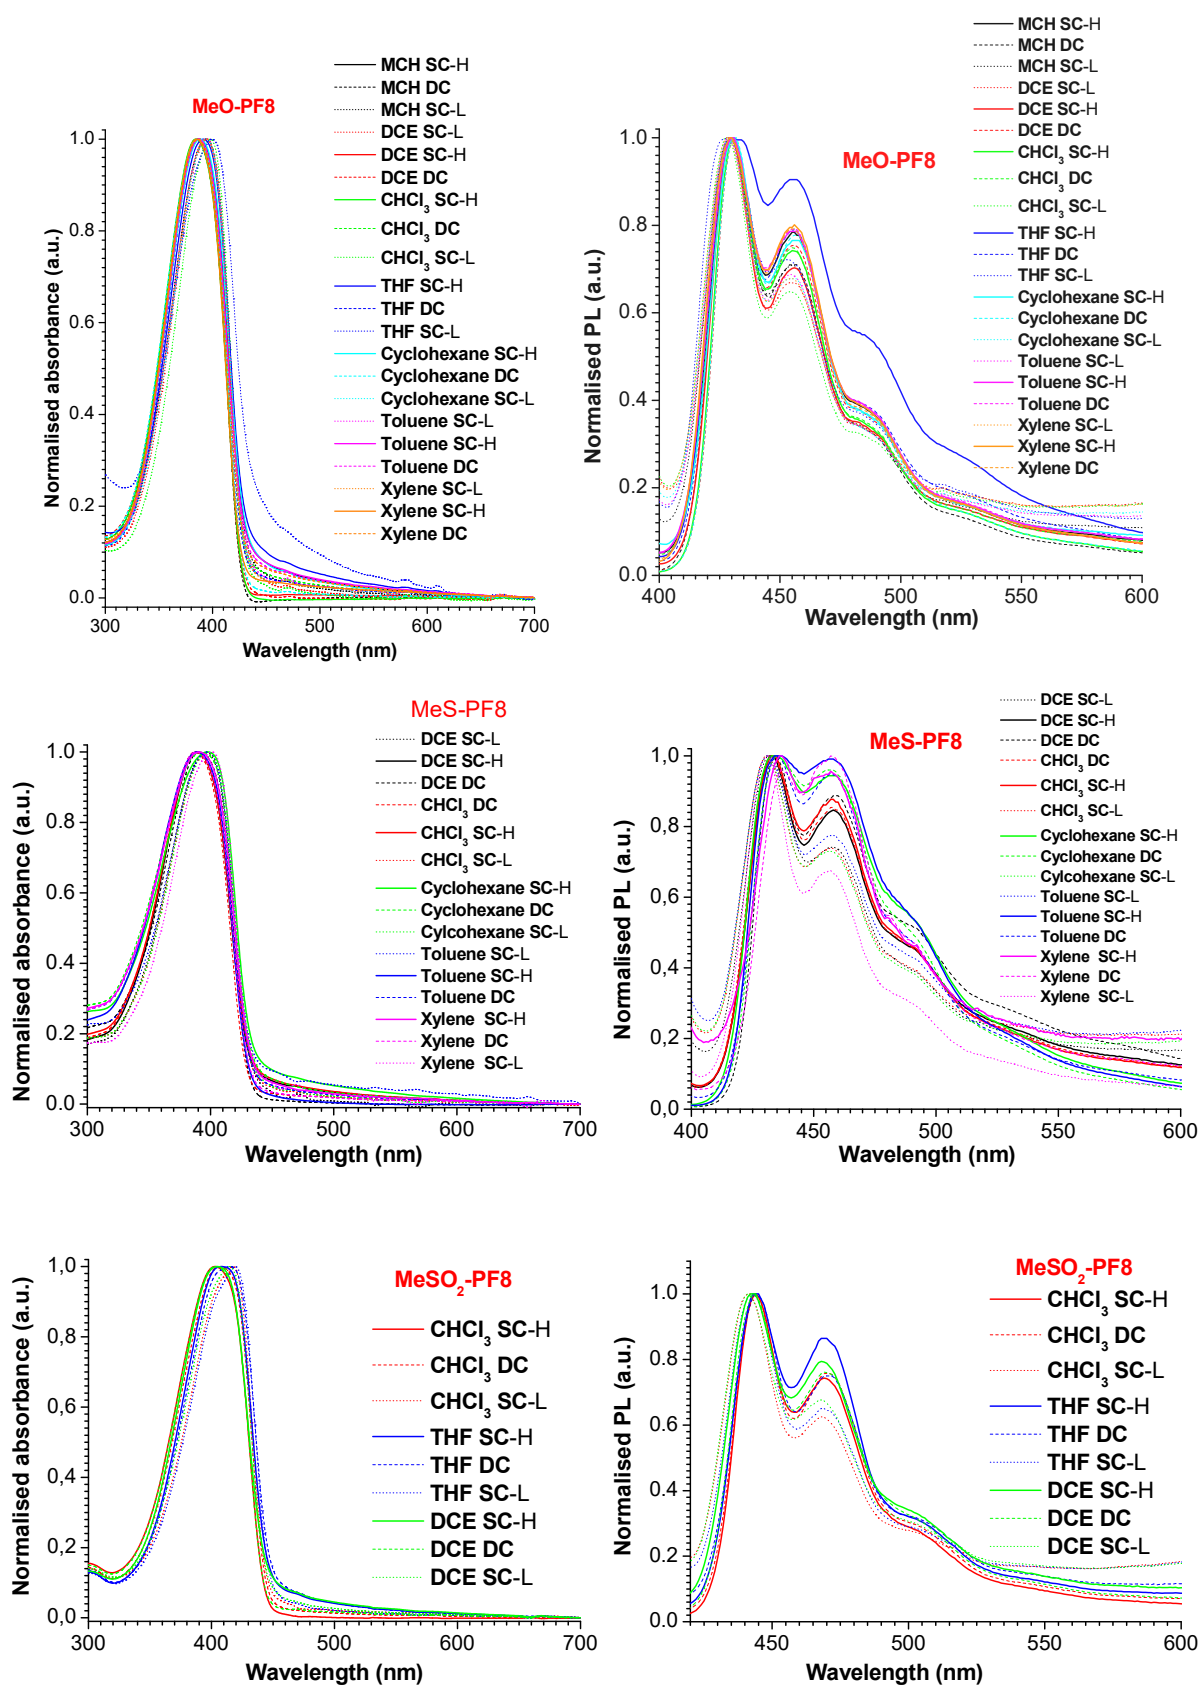 MeO-PF8
MCH SC-H
MCH DC
MCH SC-L
DCE SC-L
DCE SC-H
DCE DC
CHCl3 SC-H
CHCl3 DC
CHCl3 SC-L
THF SC-H
THF DC
THF SC-L
Cyclohexane SC-H
Cyclohexane DC
Cyclohexane SC-L
Toluene SC-L
Toluene SC-H
Toluene DC
Xylene SC-L
Xylene SC-H
Xylene DC
Normalised absorbance (a.u.)
1.0
0.8
0.6
0.4
0.2
0.0
300 400 500 600 700
Wavelength (nm)
MeO-PF8
MCH SC-H
MCH DC
MCH SC-L
DCE SC-L
DCE SC-H
DCE DC
CHCl3 SC-H
CHCl3 DC
CHCl3 SC-L
THF SC-H
THF DC
THF SC-L
Cyclohexane SC-H
Cyclohexane DC
Cyclohexane SC-L
Toluene SC-L
Toluene SC-H
Toluene DC
Xylene SC-L
Xylene SC-H
Xylene DC
Normalised PL (a.u.)
1.0
0.8
0.6
0.4
0.2
0.0
400 450 500 550 600
Wavelength (nm)
MeS-PF8
DCE SC-L
DCE SC-H
DCE DC
CHCl3 DC
CHCl3 SC-H
CHCl3 SC-L
Cyclohexane SC-H
Cyclohexane DC
Cylcohexane SC-L
Toluene SC-L
Toluene SC-H
Toluene DC
Xylene SC-H
Xylene DC
Xylene SC-L
Normalised absorbance (a.u.)
1.0
0.8
0.6
0.4
0.2
0.0
300 400 500 600 700
Wavelength (nm)
MeS-PF8
DCE SC-L
DCE SC-H
DCE DC
CHCl3 DC
CHCl3 SC-H
CHCl3 SC-L
Cyclohexane SC-H
Cyclohexane DC
Cylcohexane SC-L
Toluene SC-L
Toluene SC-H
Toluene DC
Xylene SC-H
Xylene DC
Xylene SC-L
Normalised PL (a.u.)
1.0
0.8
0.6
0.4
0.2
0.0
400 450 500 550 600
Wavelength (nm)
MeSO2-PF8
CHCl3 SC-H
CHCl3 DC
CHCl3 SC-L
THF SC-H
THF DC
THF SC-L
DCE SC-H
DCE DC
DCE SC-L
Normalised absorbance (a.u.)
1,0
0,8
0,6
0,4
0,2
0,0
300 400 500 600 700
Wavelength (nm)
MeSO2-PF8
CHCl3 SC-H
CHCl3 DC
CHCl3 SC-L
THF SC-H
THF DC
THF SC-L
DCE SC-H
DCE DC
DCE SC-L
Normalised PL (a.u.)
1.0
0.8
0.6
0.4
0.2
0.0
450 500 550 600
Wavelength (nm)